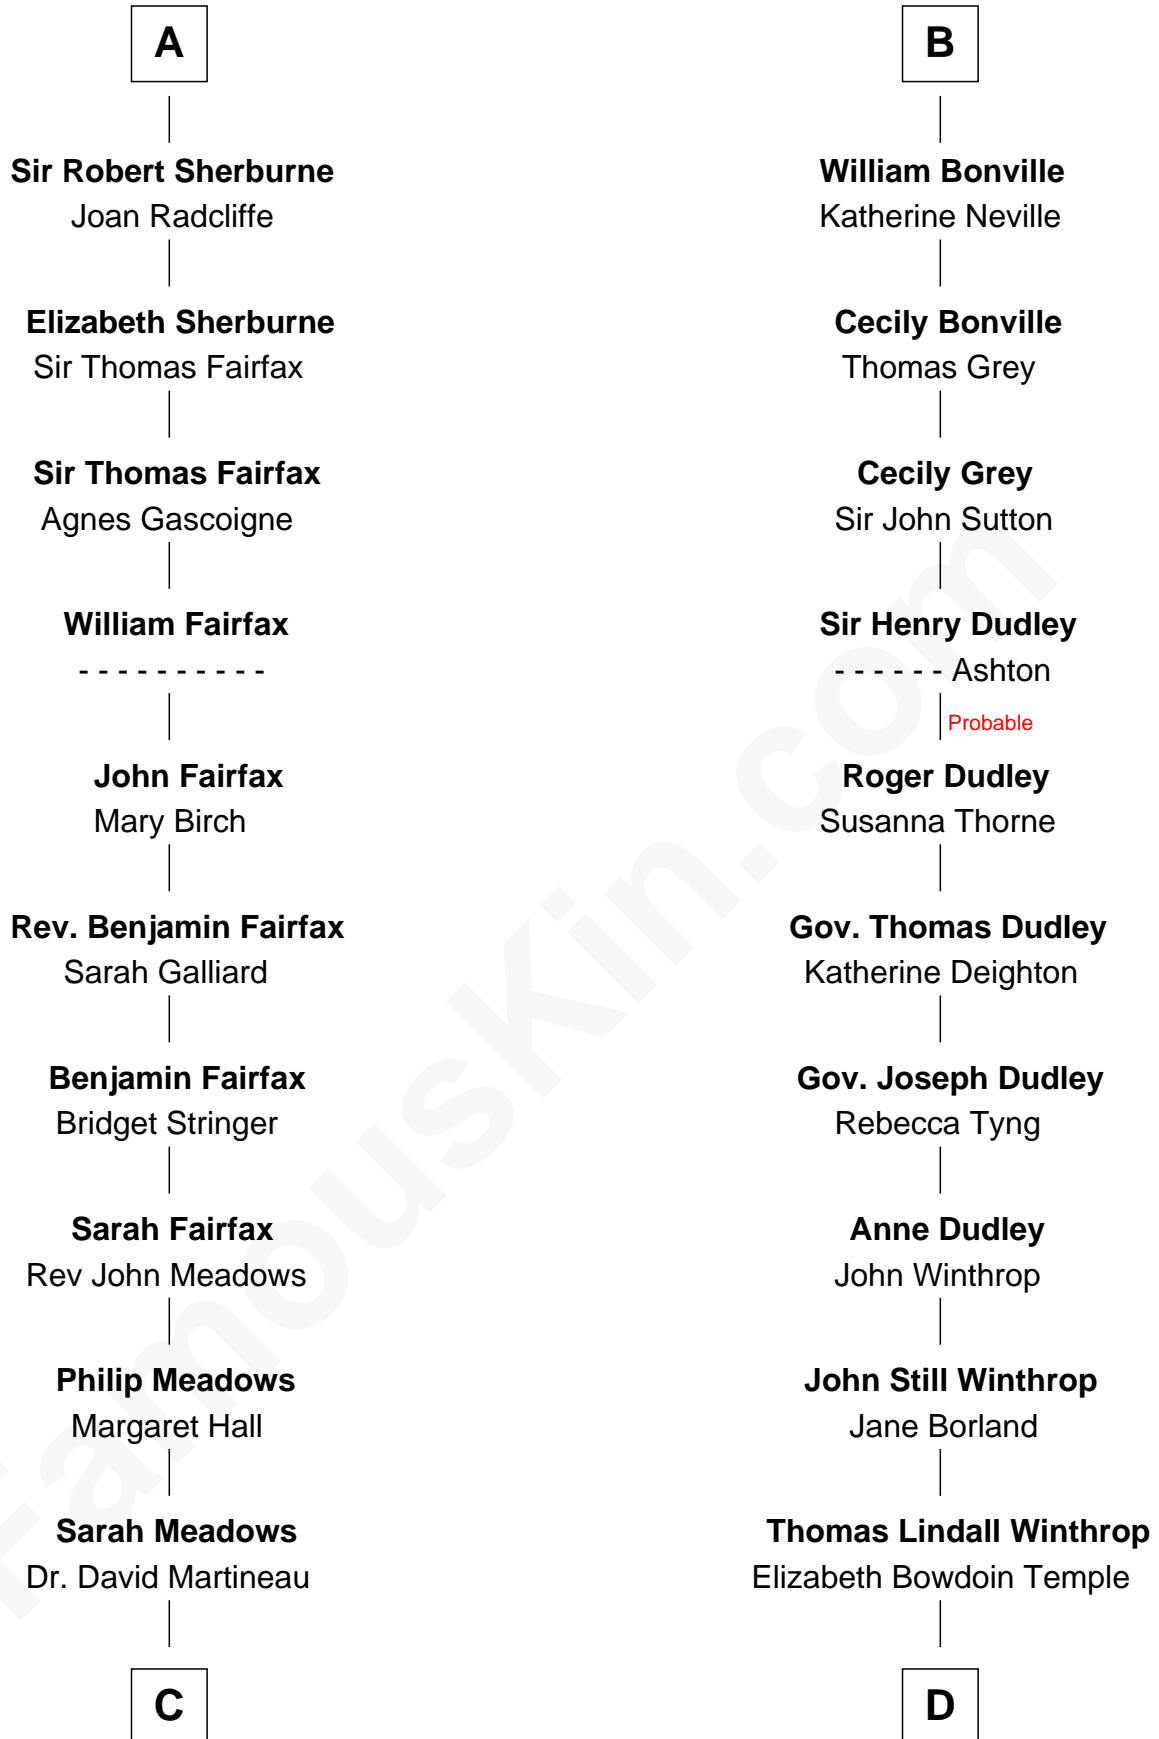 A
Sir Robert Sherburne
Joan Radcliffe
Elizabeth Sherburne
Sir Thomas Fairfax
Sir Thomas Fairfax
Agnes Gascoigne
William Fairfax
- - - - - - - - - -
John Fairfax
Mary Birch
Rev. Benjamin Fairfax
Sarah Galliard
Benjamin Fairfax
Bridget Stringer
Sarah Fairfax
Rev John Meadows
Philip Meadows
Margaret Hall
Sarah Meadows
Dr. David Martineau
C
B
William Bonville
Katherine Neville
Cecily Bonville
Thomas Grey
Cecily Grey
Sir John Sutton
Sir Henry Dudley
- - - - - - Ashton
Probable
Roger Dudley
Susanna Thorne
Gov. Thomas Dudley
Katherine Deighton
Gov. Joseph Dudley
Rebecca Tyng
Anne Dudley
John Winthrop
John Still Winthrop
Jane Borland
Thomas Lindall Winthrop
Elizabeth Bowdoin Temple
D
FamousKin.com